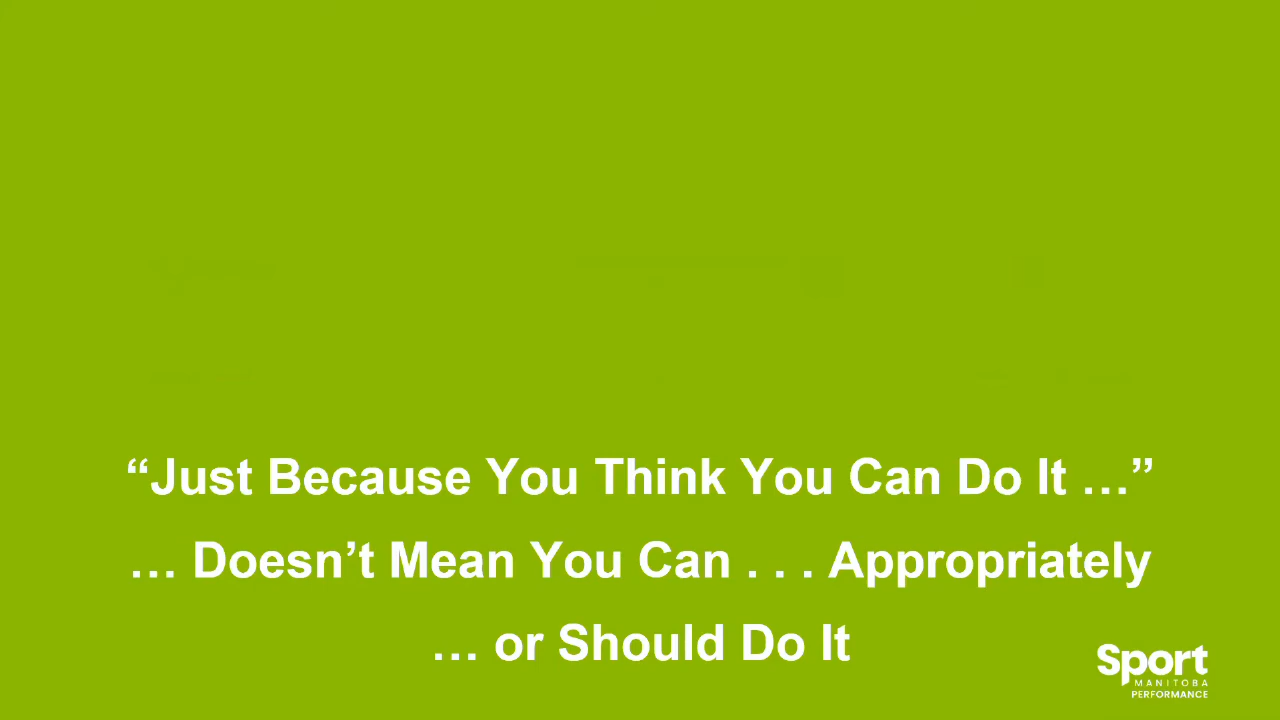 “Just Because You Think You Can Do It …”
… Doesn’t Mean You Can . . . Appropriately
… or Should Do It
Sport
MANITOBA
PERFORMANCE